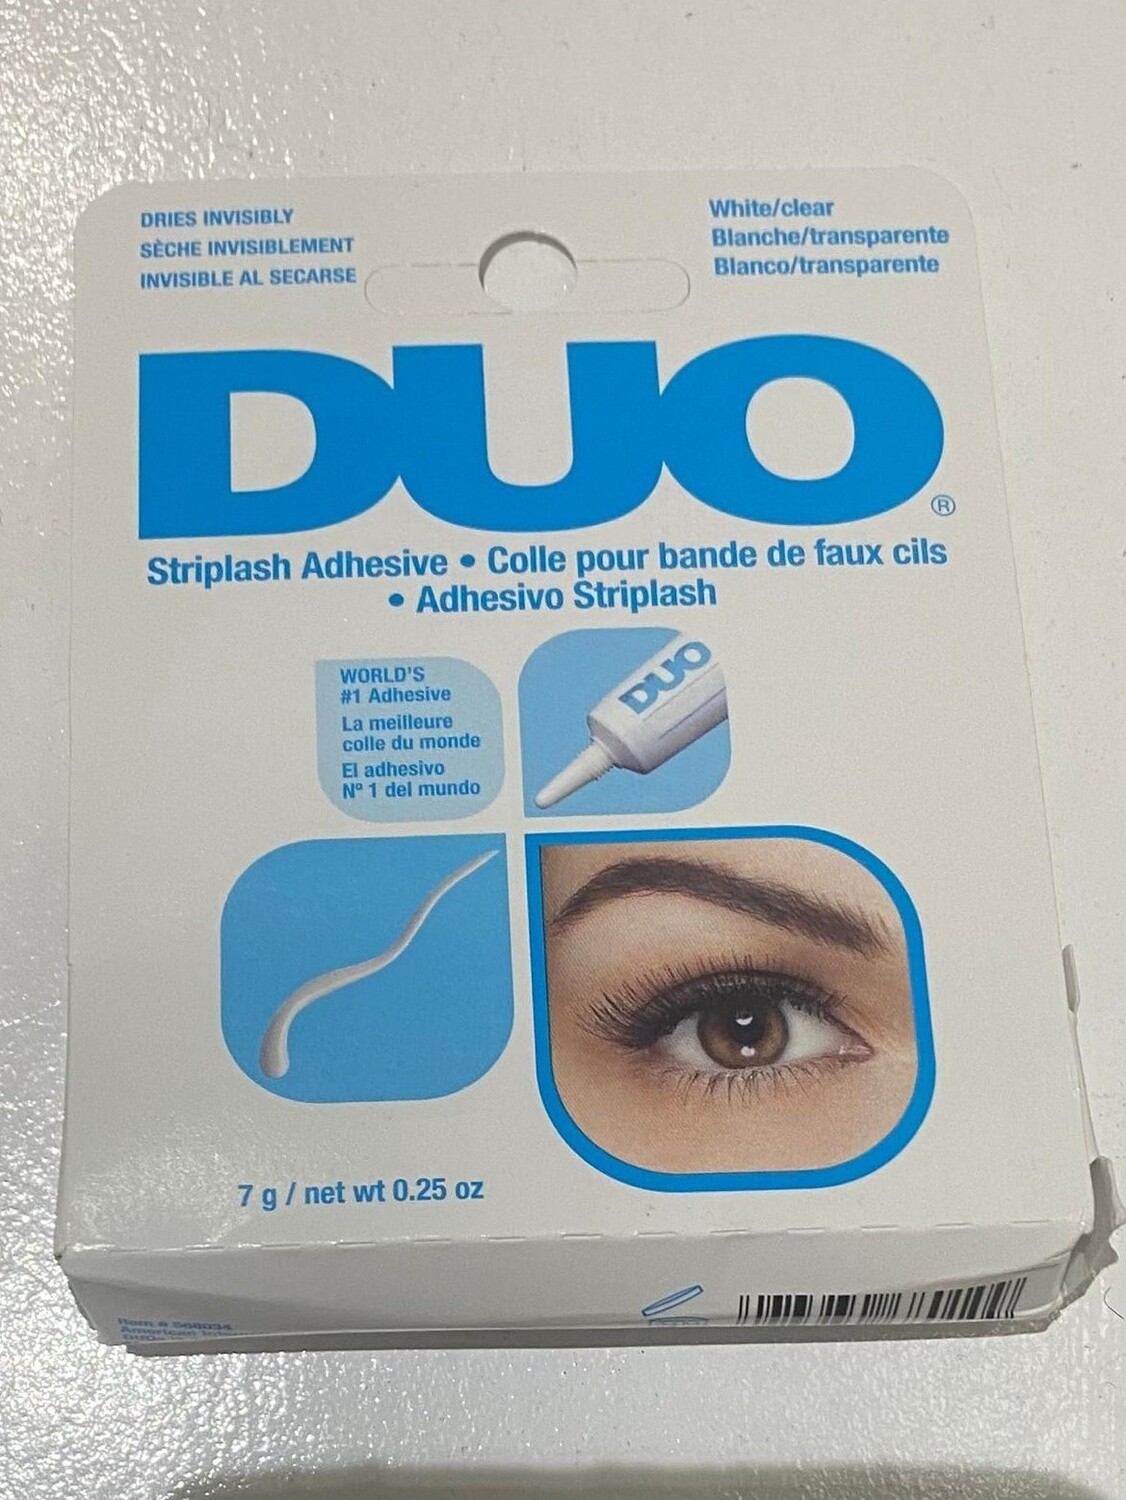 DRIES INVISIBLY
SÈCHE INVISIBLEMENT
INVISIBLE AL SECARSE
White/clear
Blanche/transparente
Blanco/transparente
DUO®
Striplash Adhesive • Colle pour bande de faux cils
• Adhesivo Striplash
WORLD'S
#1 Adhesive
La meilleure
colle du monde
El adhesivo
Nº 1 del mundo
DUO
7 g / net wt 0.25 oz
Item #
American